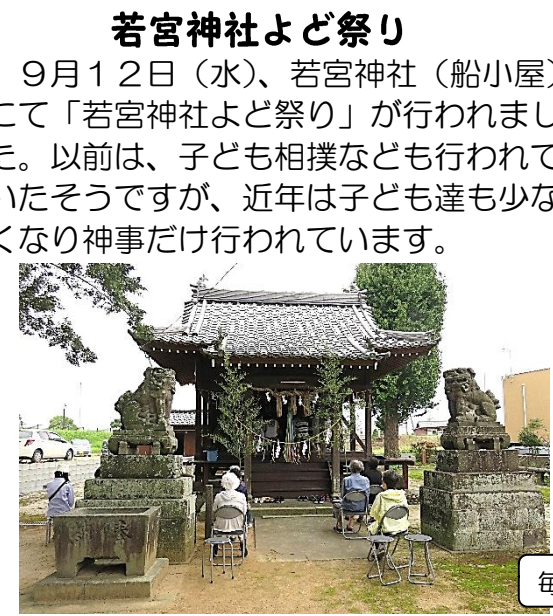 若宮神社よど祭り
９月１２日（水）、若宮神社（船小屋）
にて「若宮神社よど祭り」が行われまし
た。以前は、子ども相撲なども行われて
いたそうですが、近年は子ども達も少な
くなり神事だけ行われています。
毎